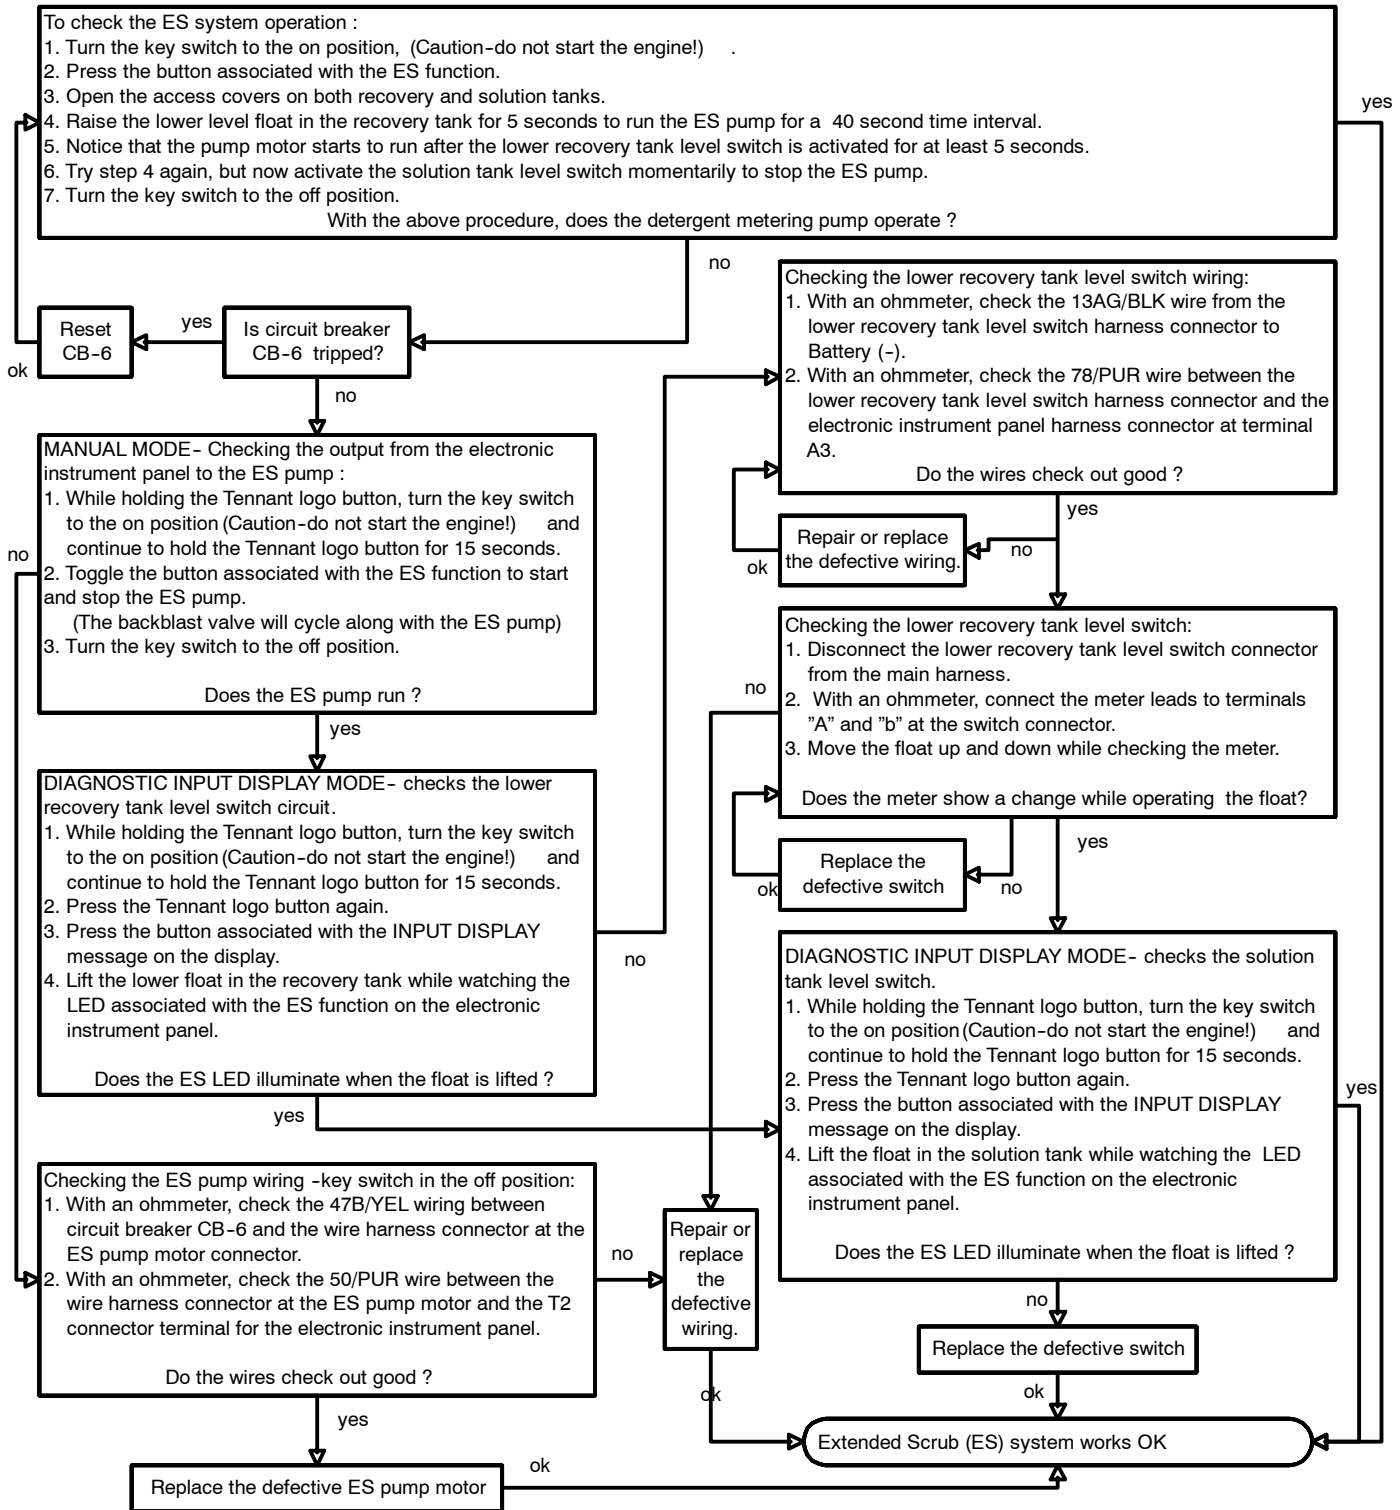 To check the ES system operation :
1. Turn the key switch to the on position, (Caution-do not start the engine!) .
2. Press the button associated with the ES function.
3. Open the access covers on both recovery and solution tanks.
4. Raise the lower level float in the recovery tank for 5 seconds to run the ES pump for a 40 second time interval.
5. Notice that the pump motor starts to run after the lower recovery tank level switch is activated for at least 5 seconds.
6. Try step 4 again, but now activate the solution tank level switch momentarily to stop the ES pump.
7. Turn the key switch to the off position.
With the above procedure, does the detergent metering pump operate ?
yes
no
Is circuit breaker
CB-6 tripped?
yes
Reset
CB-6
ok
no
MANUAL MODE- Checking the output from the electronic
instrument panel to the ES pump :
1. While holding the Tennant logo button, turn the key switch
to the on position (Caution-do not start the engine!) and
continue to hold the Tennant logo button for 15 seconds.
2. Toggle the button associated with the ES function to start
and stop the ES pump.
(The backblast valve will cycle along with the ES pump)
3. Turn the key switch to the off position.
Does the ES pump run ?
no
yes
DIAGNOSTIC INPUT DISPLAY MODE- checks the lower
recovery tank level switch circuit.
1. While holding the Tennant logo button, turn the key switch
to the on position (Caution-do not start the engine!) and
continue to hold the Tennant logo button for 15 seconds.
2. Press the Tennant logo button again.
3. Press the button associated with the INPUT DISPLAY
message on the display.
4. Lift the lower float in the recovery tank while watching the
LED associated with the ES function on the electronic
instrument panel.
Does the ES LED illuminate when the float is lifted ?
no
yes
Checking the ES pump wiring -key switch in the off position:
1. With an ohmmeter, check the 47B/YEL wiring between
circuit breaker CB-6 and the wire harness connector at the
ES pump motor connector.
2. With an ohmmeter, check the 50/PUR wire between the
wire harness connector at the ES pump motor and the T2
connector terminal for the electronic instrument panel.
Do the wires check out good ?
no
yes
Replace the defective ES pump motor
ok
Checking the lower recovery tank level switch wiring:
1. With an ohmmeter, check the 13AG/BLK wire from the
lower recovery tank level switch harness connector to
Battery (-).
2. With an ohmmeter, check the 78/PUR wire between the
lower recovery tank level switch harness connector and the
electronic instrument panel harness connector at terminal
A3.
Do the wires check out good ?
yes
no
Repair or replace
the defective wiring.
ok
Checking the lower recovery tank level switch:
1. Disconnect the lower recovery tank level switch connector
from the main harness.
2. With an ohmmeter, connect the meter leads to terminals
"A" and "b" at the switch connector.
3. Move the float up and down while checking the meter.
Does the meter show a change while operating the float?
no
yes
no
Replace the
defective switch
ok
DIAGNOSTIC INPUT DISPLAY MODE- checks the solution
tank level switch.
1. While holding the Tennant logo button, turn the key switch
to the on position (Caution-do not start the engine!) and
continue to hold the Tennant logo button for 15 seconds.
2. Press the Tennant logo button again.
3. Press the button associated with the INPUT DISPLAY
message on the display.
4. Lift the float in the solution tank while watching the LED
associated with the ES function on the electronic
instrument panel.
Does the ES LED illuminate when the float is lifted ?
yes
no
Repair or
replace
the
defective
wiring.
ok
Replace the defective switch
ok
Extended Scrub (ES) system works OK